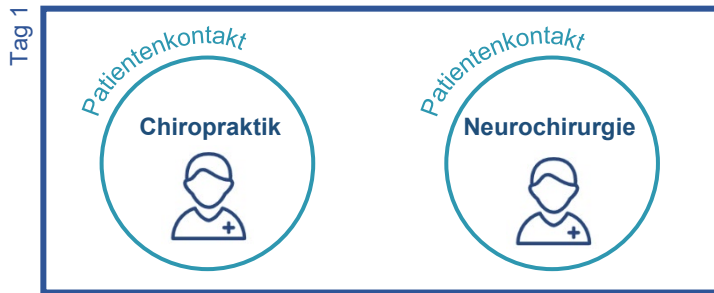 Tag 1
Patientenkontakt
Chiropraktik
Patientenkontakt
Neurochirurgie